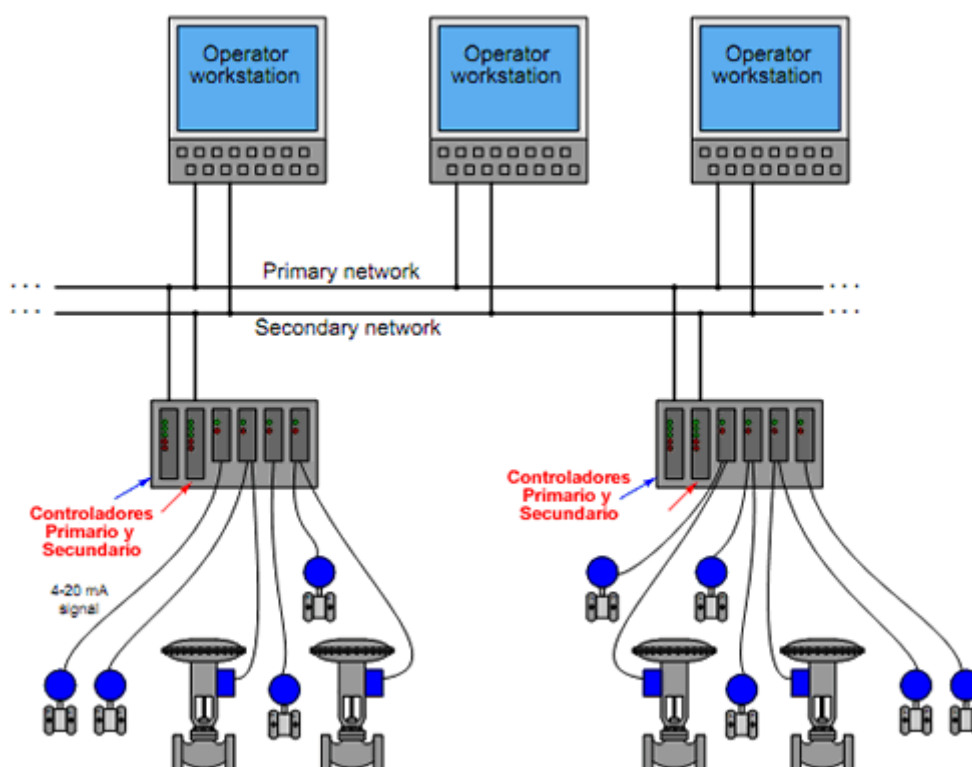 Operator
workstation
Operator
workstation
Operator
workstation
Primary network
Secondary network
Controladores
Primario y
Secundario
Controladores
Primario y
Secundario
4-20 mA
signal